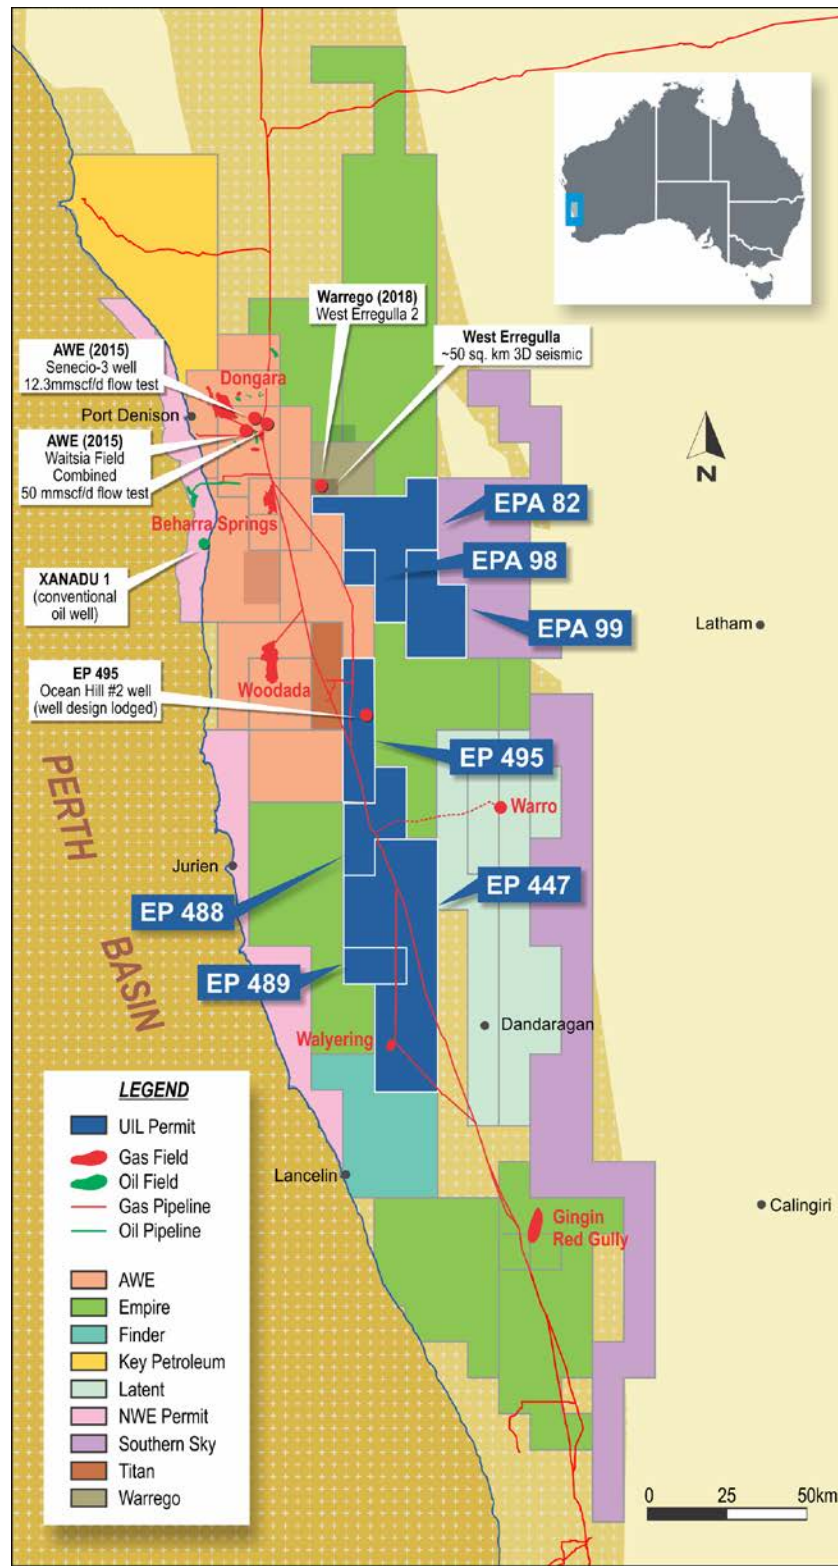 Warrego (2018)
West Erregulla 2
West Erregulla
~50 sq. km 3D seismic
AWE (2015)
Senecio-3 well
12.3mmscf/d flow test
Dongara
Port Denison
AWE (2015)
Waitsia Field
Combined
50 mmscf/d flow test
N
EPA 82
Beharra Springs
EPA 98
XANADU 1
(conventional
oil well)
EPA 99
Latham
EP 495
Ocean Hill #2 well
(well design lodged)
Woodada
EP 495
PERTH
BASIN
Warro
Jurien
EP 447
EP 488
EP 489
Dandaragan
Walyering
LEGEND
UIL Permit
Gas Field
Oil Field
Gas Pipeline
Oil Pipeline
AWE
Empire
Finder
Key Petroleum
Latent
NWE Permit
Southern Sky
Titan
Warrego
Lancelin
Calingiri
Gingin
Red Gully
0 25 50km